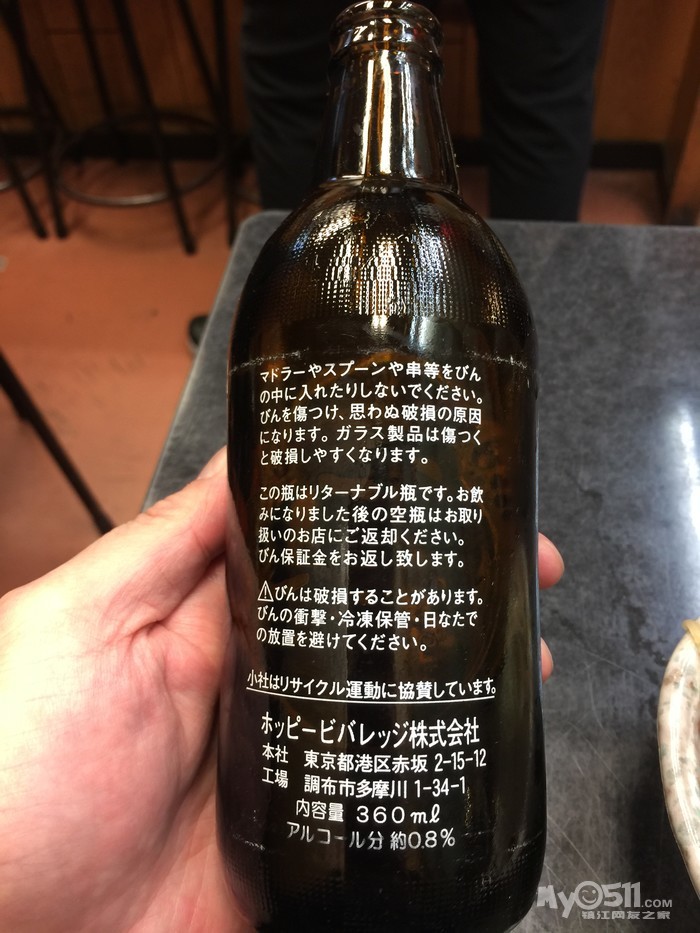 マドラーやスプーンや串等をびん
の中に入れたりしないでください。
びんを傷つけ、思わぬ破損の原因
になります。ガラス製品は傷つく
と破損しやすくなります。
この瓶はリターナブル瓶です。お飲
みになりました後の空瓶はお取り
扱いのお店にご返却ください。
びん保証金をお返し致します。
⚠びんは破損することがあります。
びんの衝撃・冷凍保管・日なたで
の放置を避けてください。
小社はリサイクル運動に協賛しています。
ホッピービバレッジ株式会社
本社 東京都港区赤坂 2-15-12
工場 調布市多摩川 1-34-1
内容量 360ml
アルコール分 約0.8%
My0511.COM
镇江网友之家